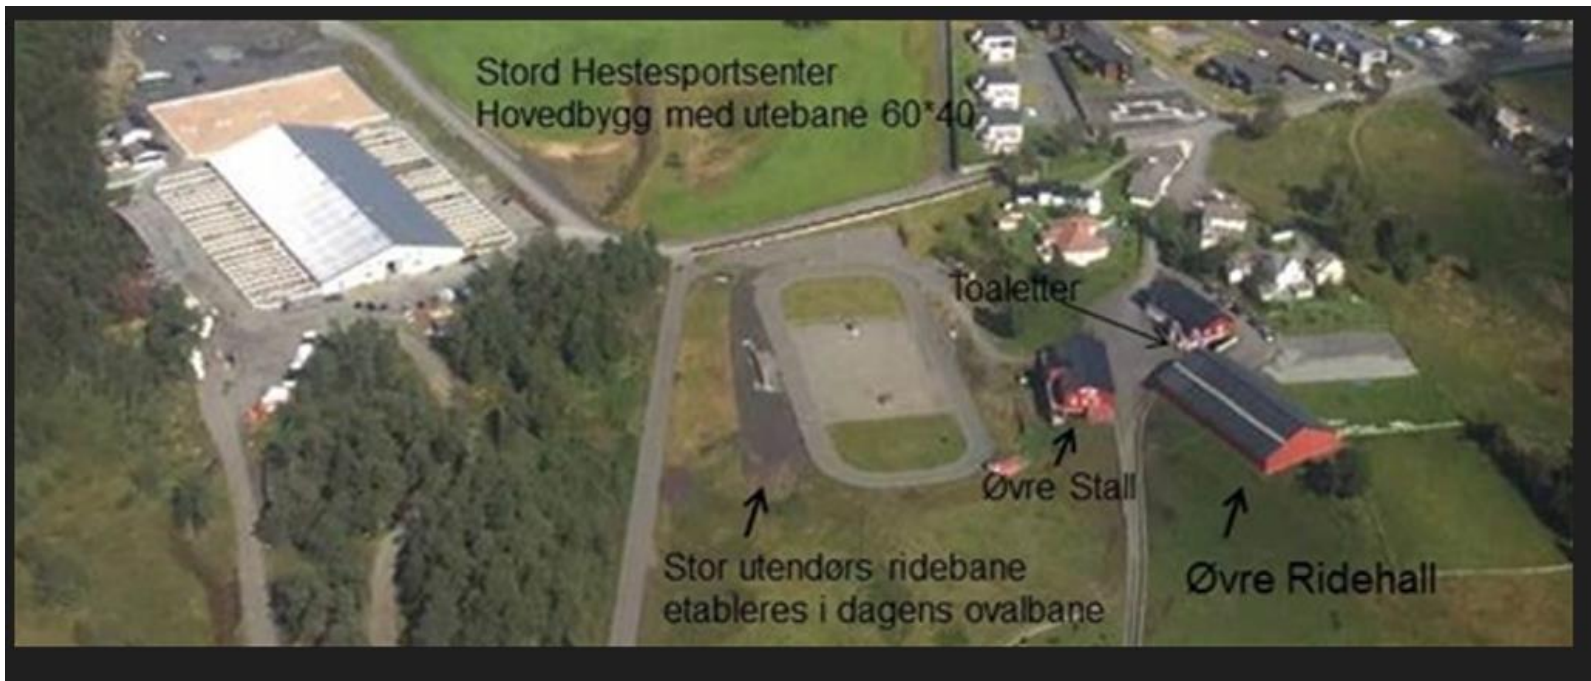 Stord Hestesportsenter
Hovedbygg med utebane 60*40
Toaletter
Øvre Stall
Stor utendørs ridebane
etableres i dagens ovalbane
Øvre Ridehall